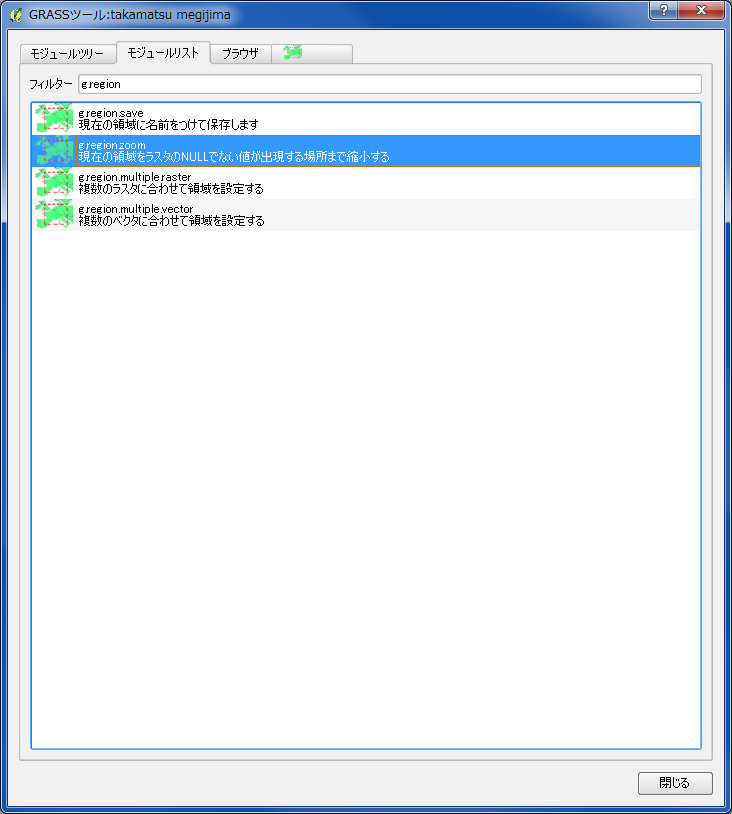 GRASSツール:takamatsu megijima
?
モジュールツリー
モジュールリスト
ブラウザ
フィルター
g.region
g.region.save
現在の領域に名前をつけて保存します
g.region.zoom
現在の領域をラスタのNULLでない値が出現する場所まで縮小する
g.region.multiple.raster
複数のラスタに合わせて領域を設定する
g.region.multiple.vector
複数のベクタに合わせて領域を設定する
閉じる